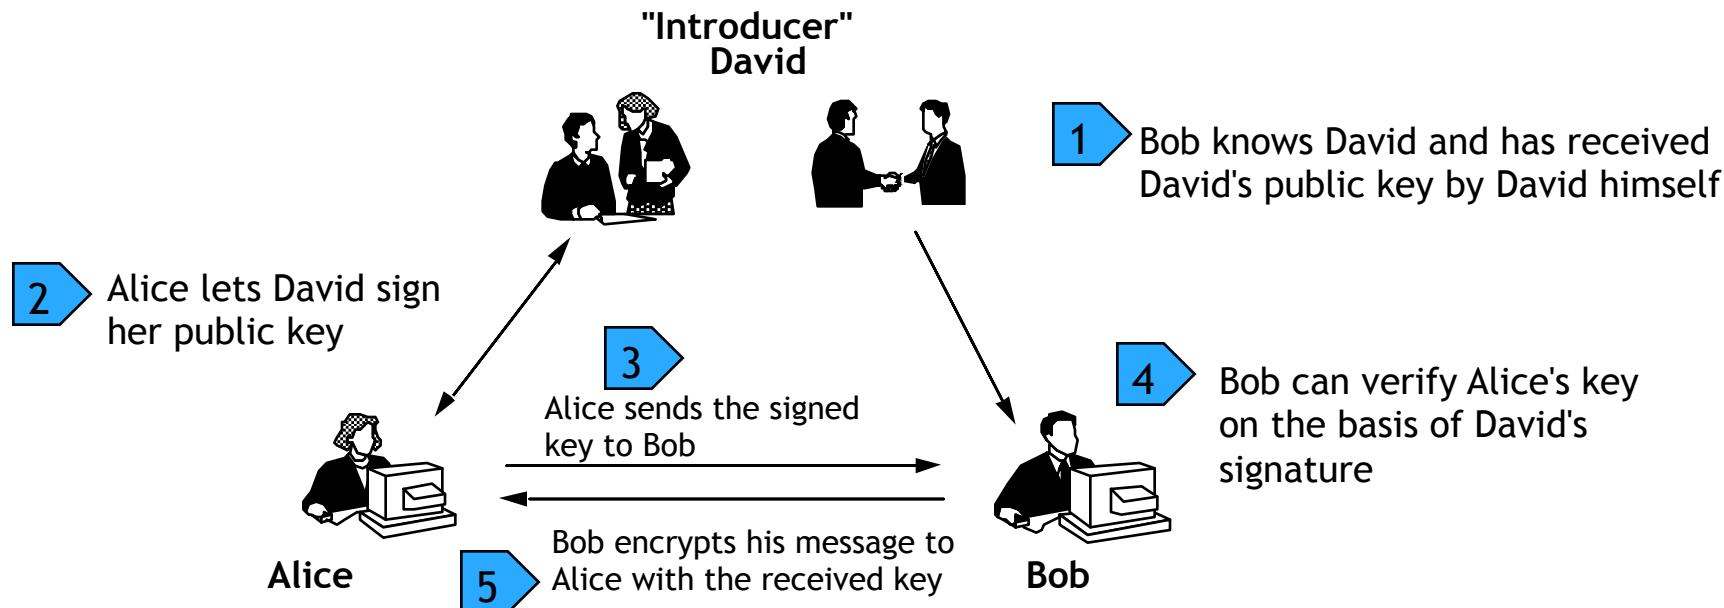 "Introducer"
David
1
Bob knows David and has received
David's public key by David himself
2
Alice lets David sign
her public key
3
Alice sends the signed
key to Bob
4
Bob can verify Alice's key
on the basis of David's
signature
5
Bob encrypts his message to
Alice with the received key
Alice
Bob